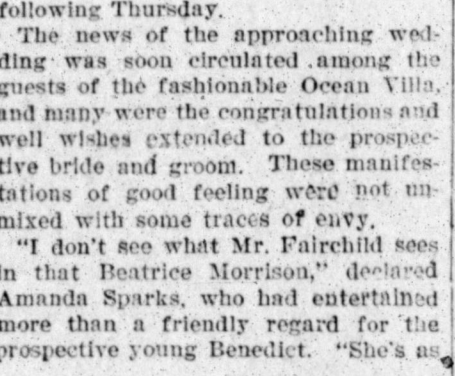 following Thursday.
The news of the approaching wed-
ding was soon circulated among the
guests of the fashionable Ocean Villa,
and many were the congratulations and
well wishes extended to the prospec-
tive bride and groom. These manifes-
tations of good feeling were not un-
mixed with some traces of envy.
"I don't see what Mr. Fairchild sees
in that Beatrice Morrison," declared
Amanda Sparks, who had entertained
more than a friendly regard for the
prospective young Benedict. "She's as